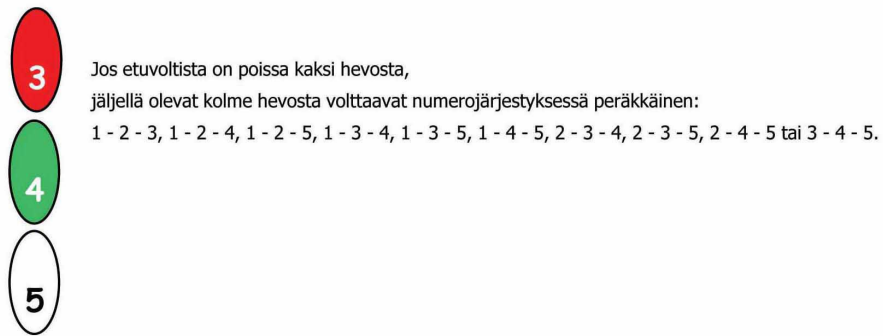 3
Jos etuvoltista on poissa kaksi hevosta,
jäljellä olevat kolme hevosta volttaavat numerojärjestyksessä peräkkäinen:
1 - 2 - 3, 1 - 2 - 4, 1 - 2 - 5, 1 - 3 - 4, 1 - 3 - 5, 1 - 4 - 5, 2 - 3 - 4, 2 - 3 - 5, 2 - 4 - 5 tai 3 - 4 - 5.
4
5